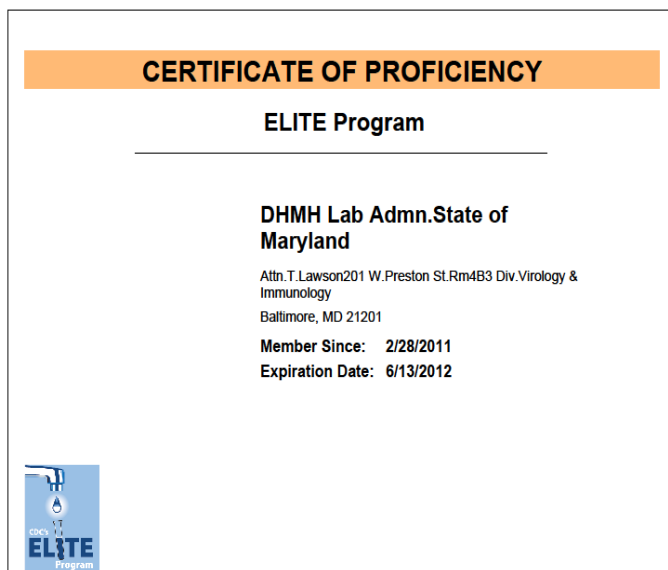 CERTIFICATE OF PROFICIENCY
ELITE Program
DHMH Lab Admn.State of
Maryland
Attn.T.Lawson201 W.Preston St.Rm4B3 Div.Virology &
Immunology
Baltimore, MD 21201
Member Since: 2/28/2011
Expiration Date: 6/13/2012
CDC's
ELITE
Program